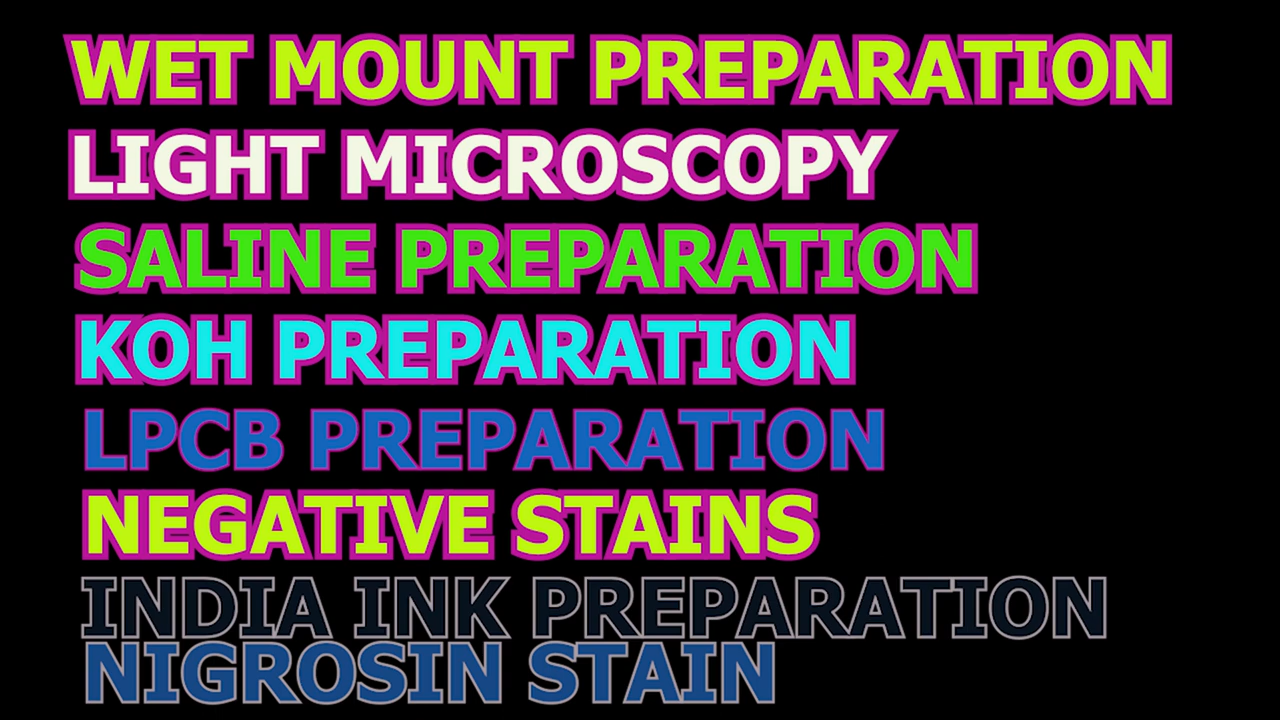 WET MOUNT PREPARATION
LIGHT MICROSCOPY
SALINE PREPARATION
KOH PREPARATION
LPCB PREPARATION
NEGATIVE STAINS
INDIA INK PREPARATION
NIGROSIN STAIN